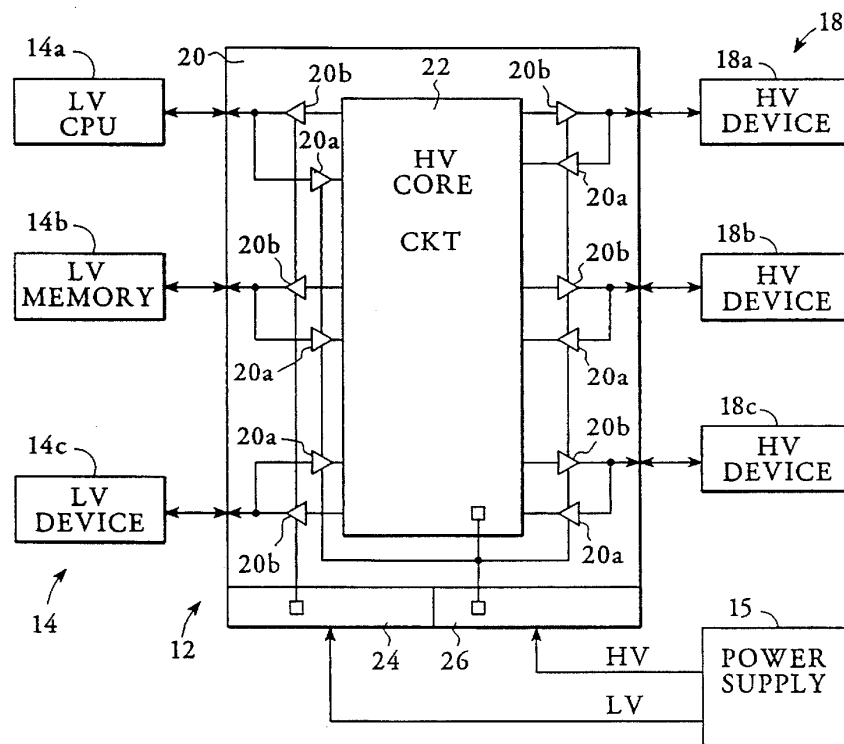 14a
20
18
20b
22
20b
18a
LV
CPU
HV
DEVICE
20a
HV
CORE
CKT
20a
14b
20b
20b
18b
LV
MEMORY
HV
DEVICE
20a
20a
18c
14c
20a
20b
HV
DEVICE
LV
DEVICE
20b
20a
14
12
24
26
15
HV
LV
POWER
SUPPLY